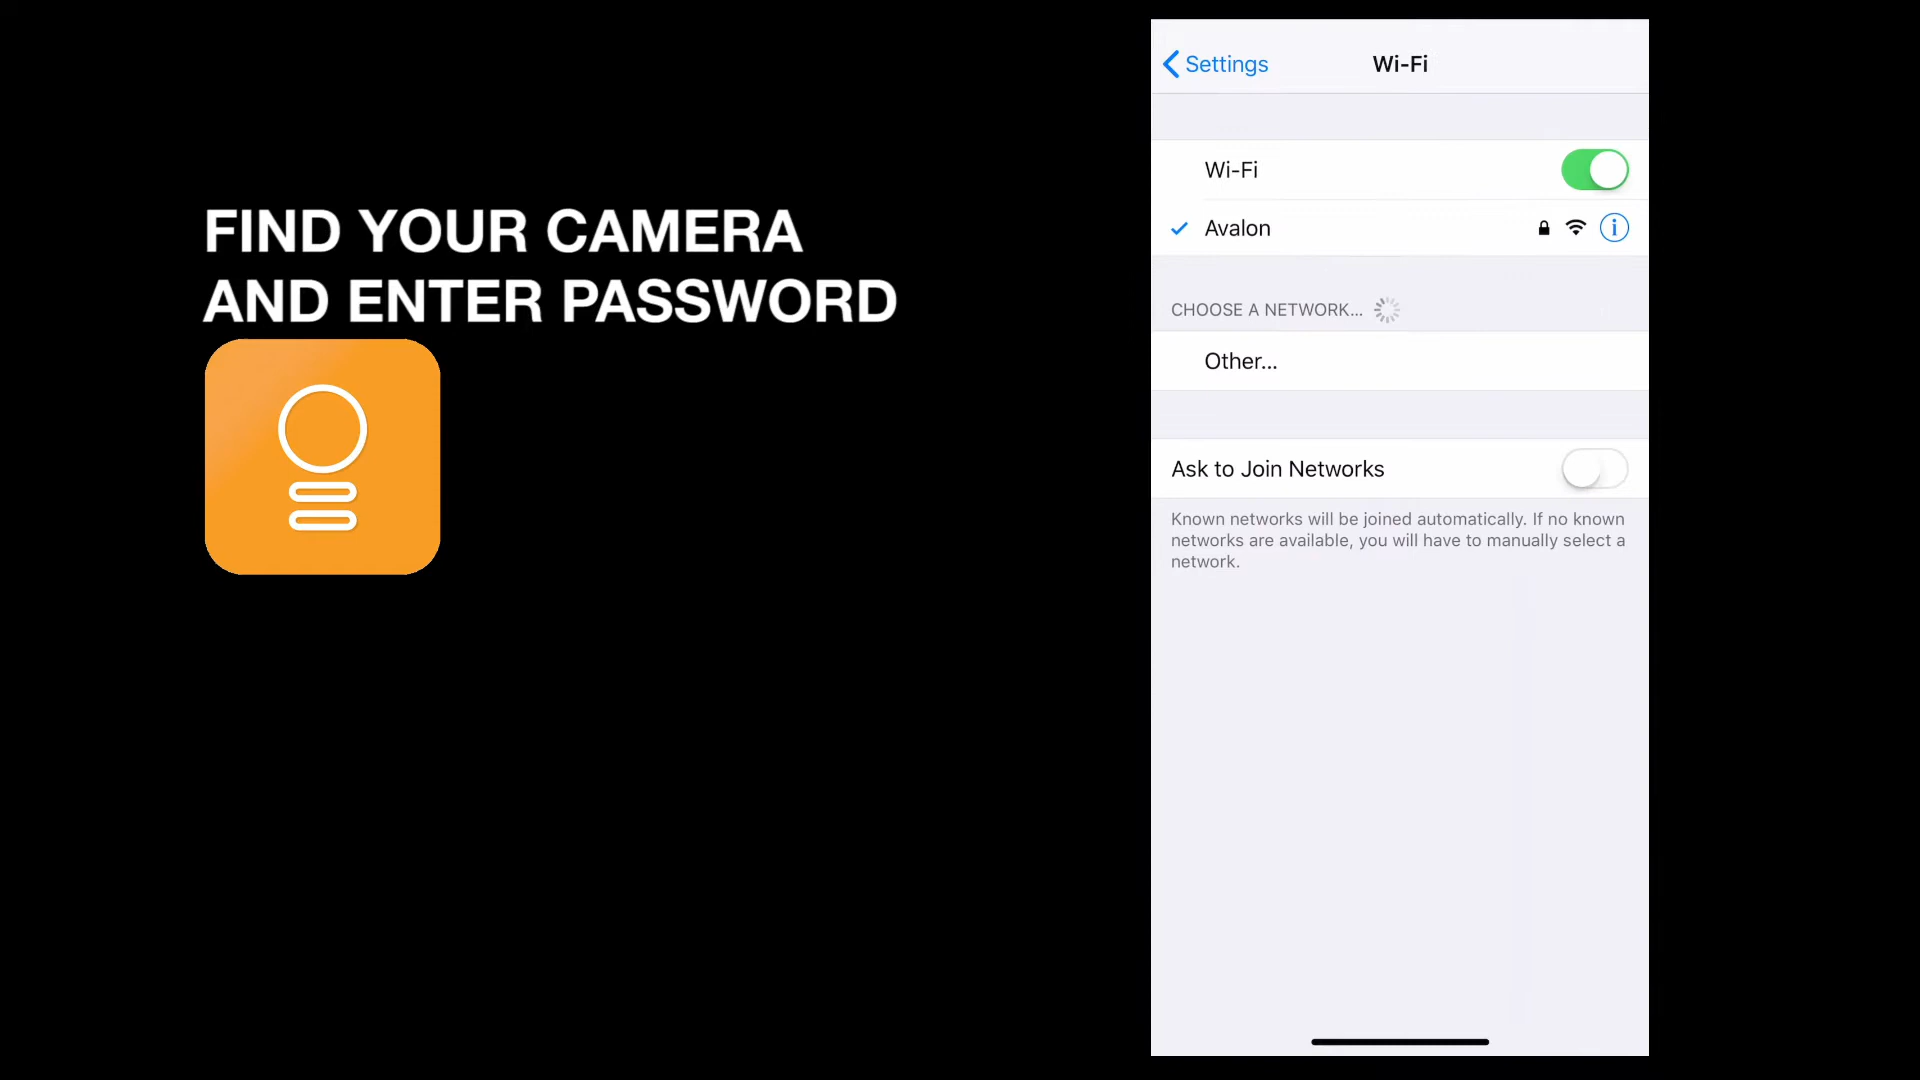 FIND YOUR CAMERA
AND ENTER PASSWORD
Settings
Wi-Fi
Wi-Fi
Avalon
CHOOSE A NETWORK...
Other...
Ask to Join Networks
Known networks will be joined automatically. If no known
networks are available, you will have to manually select a
network.